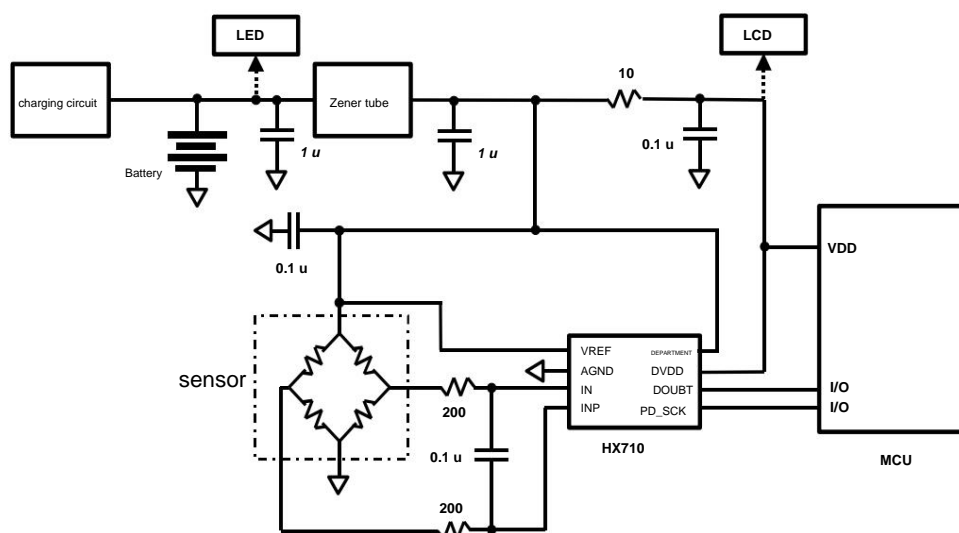 LED
LCD
charging circuit
Zener tube
10
Battery
1 u
1 u
0.1 u
VDD
0.1 u
sensor
VREF
DEPARTMENT
AGND
DVDD
IN
DOUBT
I/O
INP
PD_SCK
I/O
200
HX710
MCU
0.1 u
200